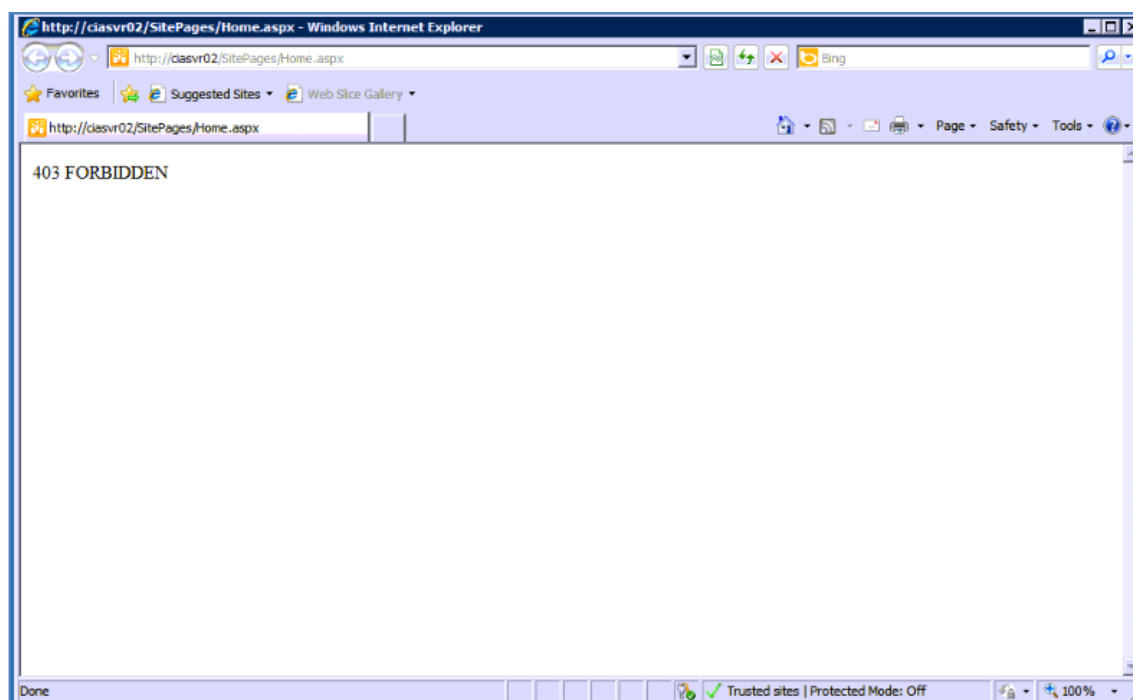 http://ciasvr02/SitePages/Home.aspx - Windows Internet Explorer
http://ciasvr02/SitePages/Home.aspx
Bing
Favorites Suggested Sites Web Slice Gallery
http://ciasvr02/SitePages/Home.aspx
Page Safety Tools
403 FORBIDDEN
Done
Trusted sites | Protected Mode: Off
100%